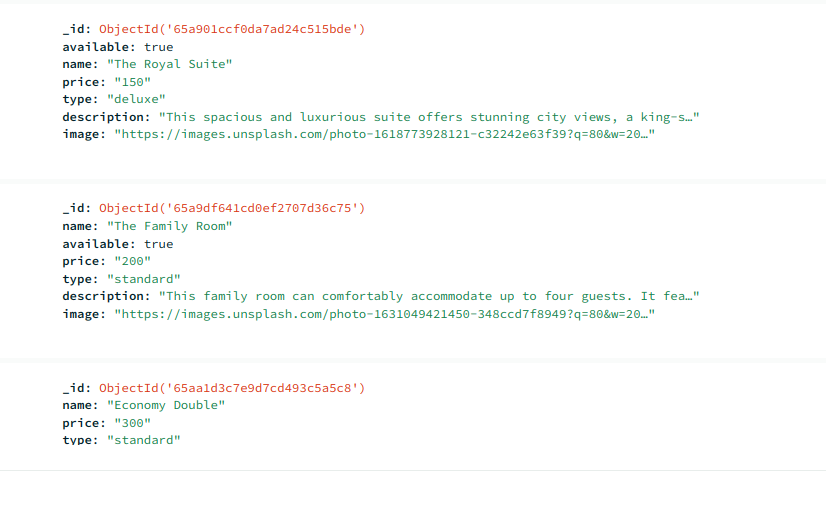 _id: ObjectId('65a901ccf0da7ad24c515bde')
available: true
name: "The Royal Suite"
price: "150"
type: "deluxe"
description: "This spacious and luxurious suite offers stunning city views, a king-s…"
image: "https://images.unsplash.com/photo-1618773928121-c32242e63f39?q=80&w=20…"
_id: ObjectId('65a9df641cd0ef2707d36c75')
name: "The Family Room"
available: true
price: "200"
type: "standard"
description: "This family room can comfortably accommodate up to four guests. It fea…"
image: "https://images.unsplash.com/photo-1631049421450-348ccd7f8949?q=80&w=20…"
_id: ObjectId('65aa1d3c7e9d7cd493c5a5c8')
name: "Economy Double"
price: "300"
type: "standard"